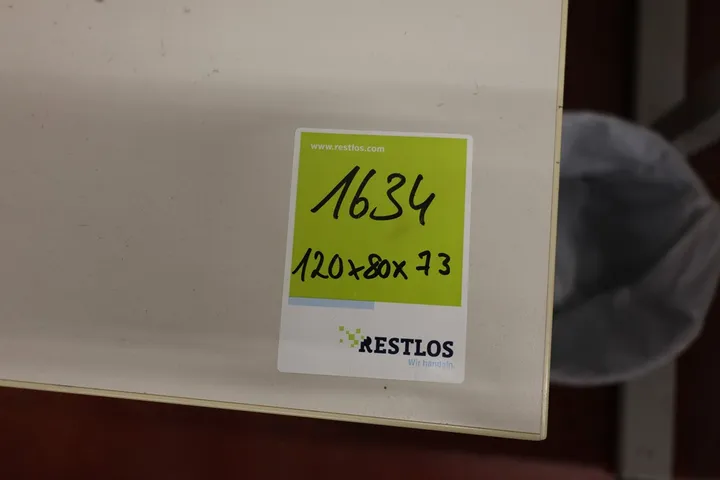 www.restlos.com
1634
120x80x73
RESTLOS
Wir handeln.